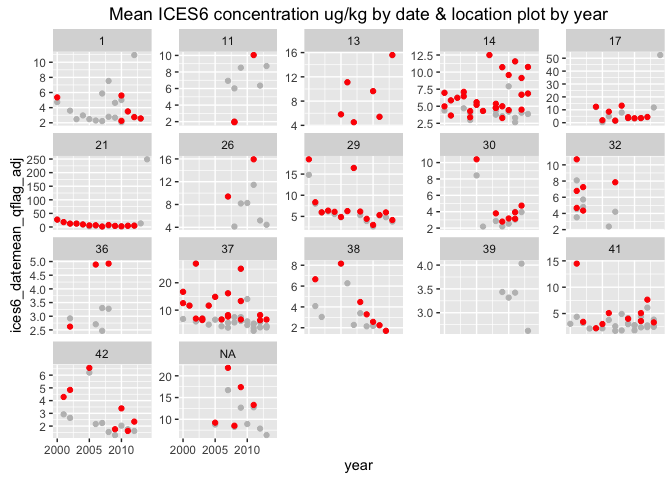 Mean ICES6 concentration ug/kg by date & location plot by year
1 11 13 14 17
10 8 6 4 2
10 8 6 4 2
16 12 8 4
12.5 10.0 7.5 5.0 2.5
50 40 30 20 10 0
21 26 29 30 32
250 200 150 100 50 0
16 12 8 4
15 10 5
10 8 6 4 2
10 8 6 4 2
36 37 38 39 41
5.0 4.5 4.0 3.5 3.0 2.5
20 10
8 6 4 2
4.0 3.5 3.0
15 10 5
42 NA
6 5 4 3 2
20 15 10
2000 2005 2010
2000 2005 2010
ices6_datemean_qflag_adj
year